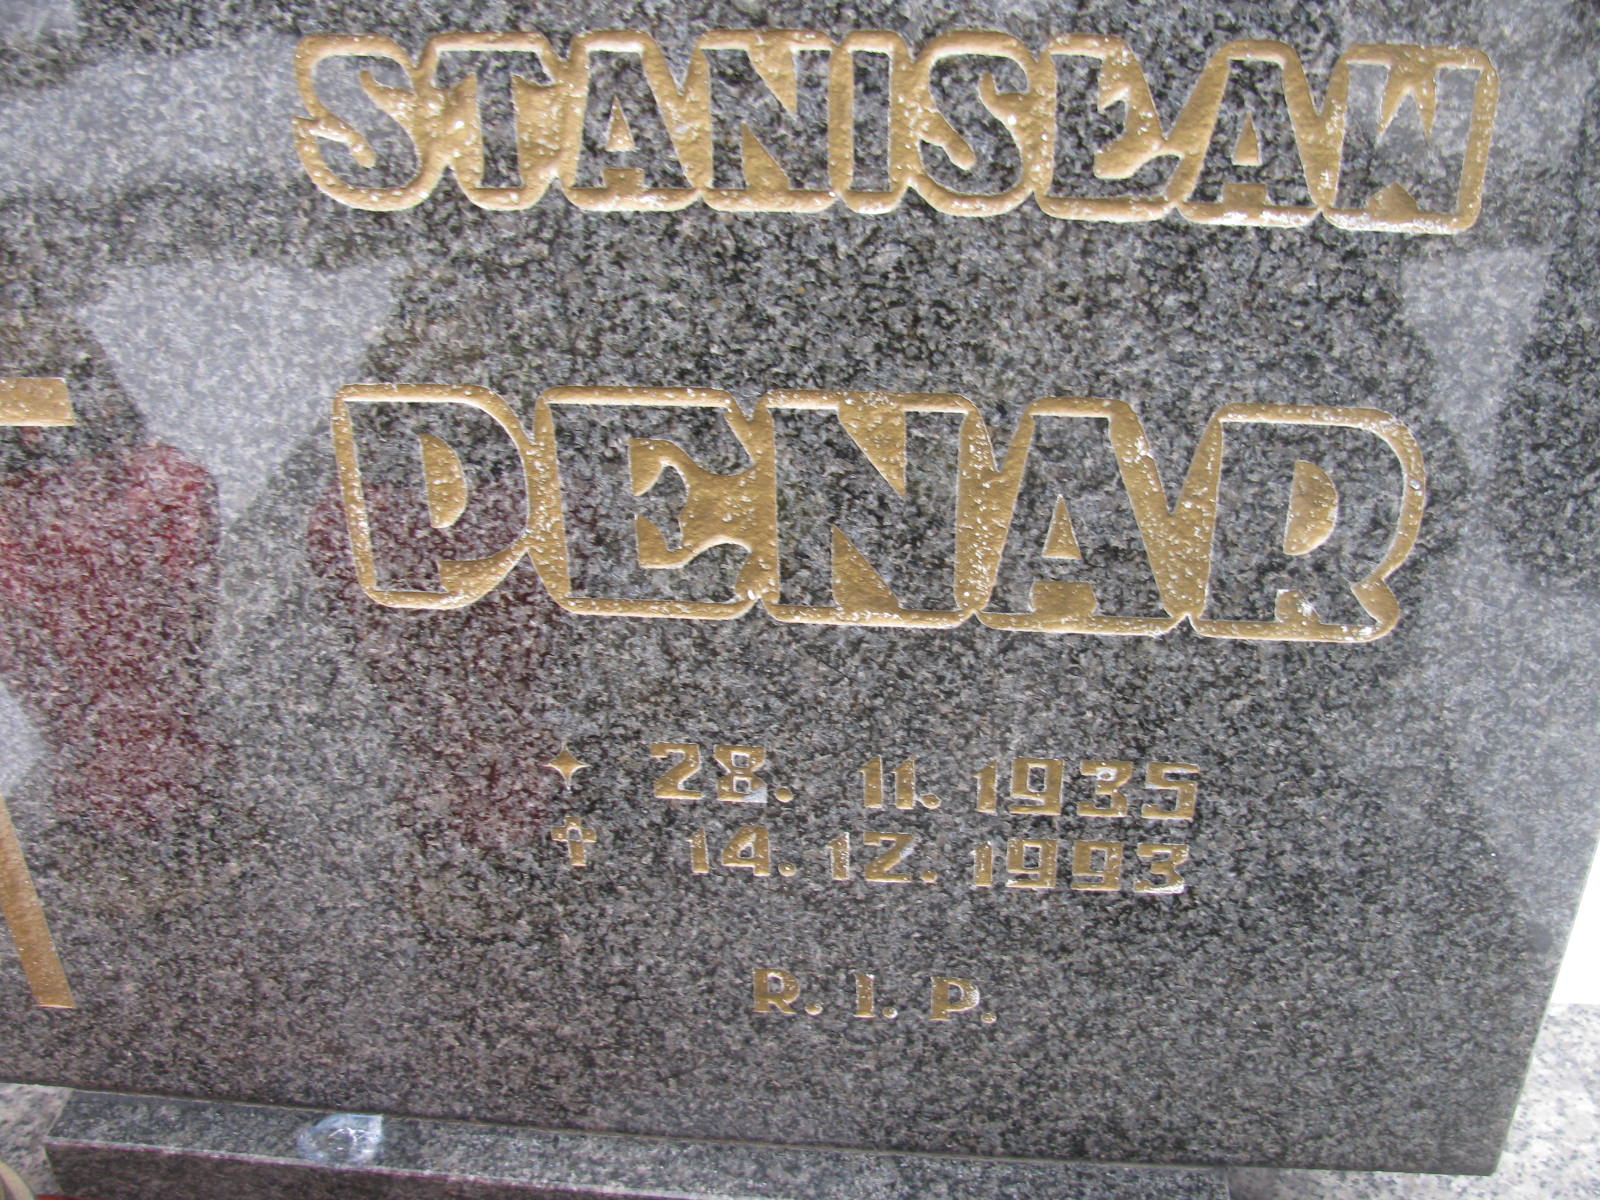 STANISŁAW
DENAR
✦ 28. 11. 1935
✝ 14. 12. 1993
R. I. P.